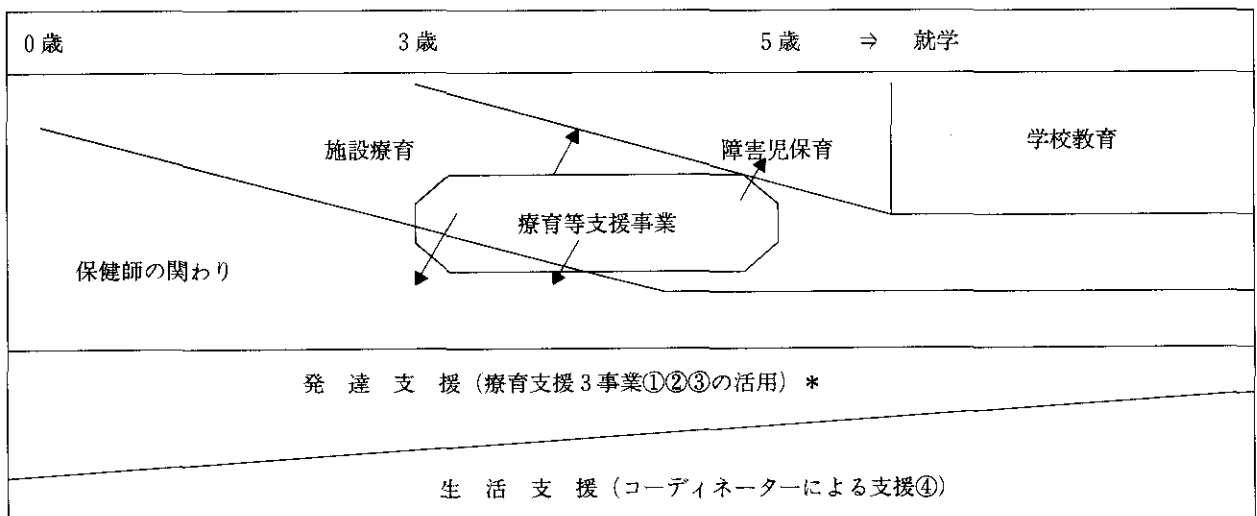 0歳 3歳 5歳 ⇒ 就学
学校教育
施設療育 障害児保育
療育等支援事業
保健師の関わり
発達支援（療育支援3事業①②③の活用）＊
生活支援（コーディネーターによる支援④）